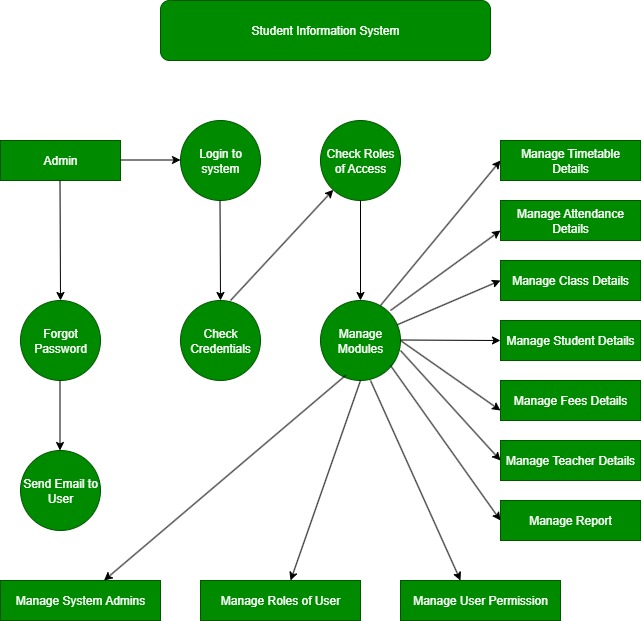 Student Information System
Admin
Login to
system
Check Roles
of Access
Manage Timetable
Details
Manage Attendance
Details
Manage Class Details
Forgot
Password
Check
Credentials
Manage
Modules
Manage Student Details
Manage Fees Details
Manage Teacher Details
Send Email to
User
Manage Report
Manage System Admins
Manage Roles of User
Manage User Permission